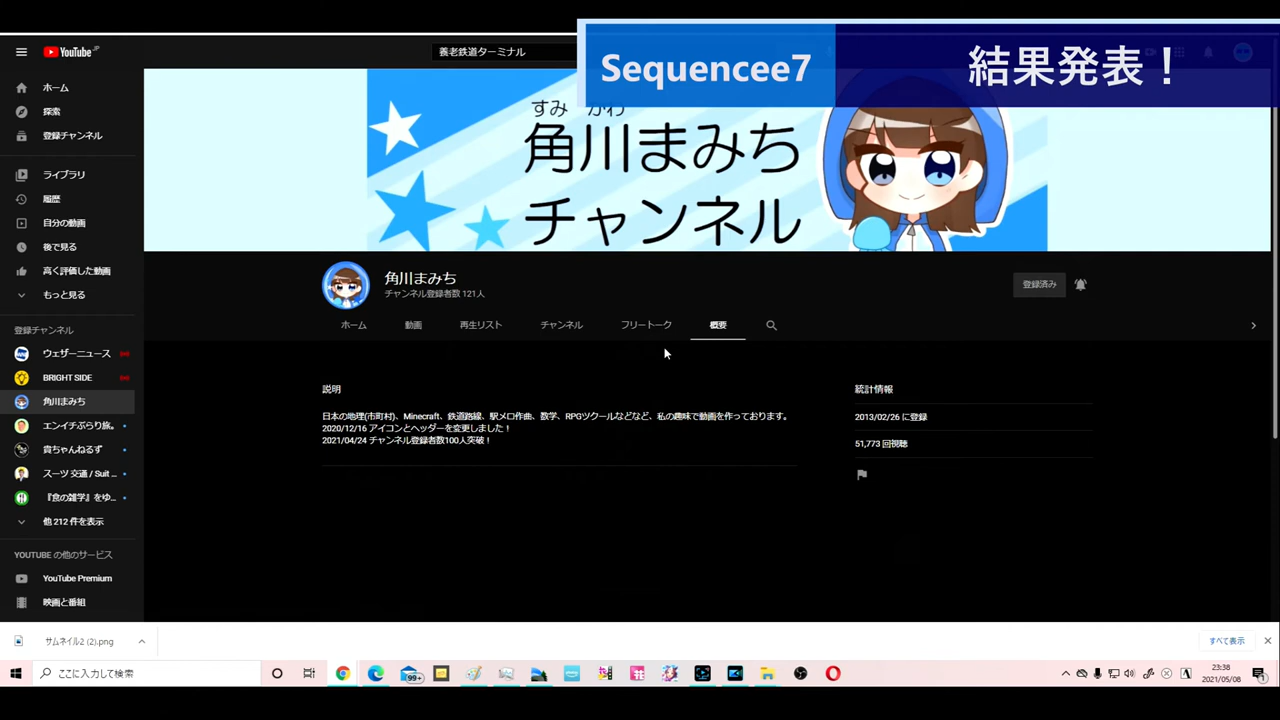 Sequencee7
結果発表！
YouTube JP
養老鉄道ターミナル
ホーム
探索
登録チャンネル
ライブラリ
履歴
自分の動画
後で見る
高く評価した動画
もっと見る
登録チャンネル
ウェザーニュース
BRIGHT SIDE
角川まみち
エンイチぶらり旅。
貴ちゃんねるず
スーツ 交通 / Suit ...
『食の雑学』をゆ...
他 212 件を表示
YOUTUBE の他のサービス
YouTube Premium
映画と番組
すみ かわ
角川まみち
チャンネル
角川まみち
チャンネル登録者数 121人
登録済み
ホーム
動画
再生リスト
チャンネル
フリートーク
概要
説明
日本の地理(市町村)、Minecraft、鉄道路線、駅メロ作曲、数学、RPGツクールなどなど、私の趣味で動画を作っております。
2020/12/16 アイコンとヘッダーを変更しました！
2021/04/24 チャンネル登録者数100人突破！
統計情報
2013/02/26 に登録
51,773 回視聴
サムネイル2 (2).png
すべて表示
ここに入力して検索
99+
A
23:38
2021/05/08